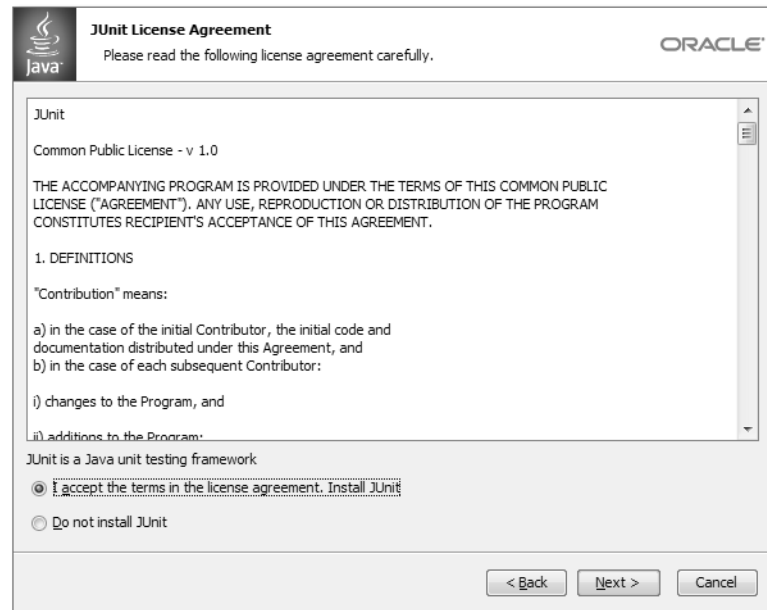 Java
JUnit License Agreement
Please read the following license agreement carefully.
ORACLE
JUnit
Common Public License - v 1.0
THE ACCOMPANYING PROGRAM IS PROVIDED UNDER THE TERMS OF THIS COMMON PUBLIC
LICENSE ("AGREEMENT"). ANY USE, REPRODUCTION OR DISTRIBUTION OF THE PROGRAM
CONSTITUTES RECIPIENT'S ACCEPTANCE OF THIS AGREEMENT.
1. DEFINITIONS
"Contribution" means:
a) in the case of the initial Contributor, the initial code and
documentation distributed under this Agreement, and
b) in the case of each subsequent Contributor:
i) changes to the Program, and
ii) additions to the Program;
JUnit is a Java unit testing framework
I accept the terms in the license agreement. Install JUnit
Do not install JUnit
< Back Next > Cancel